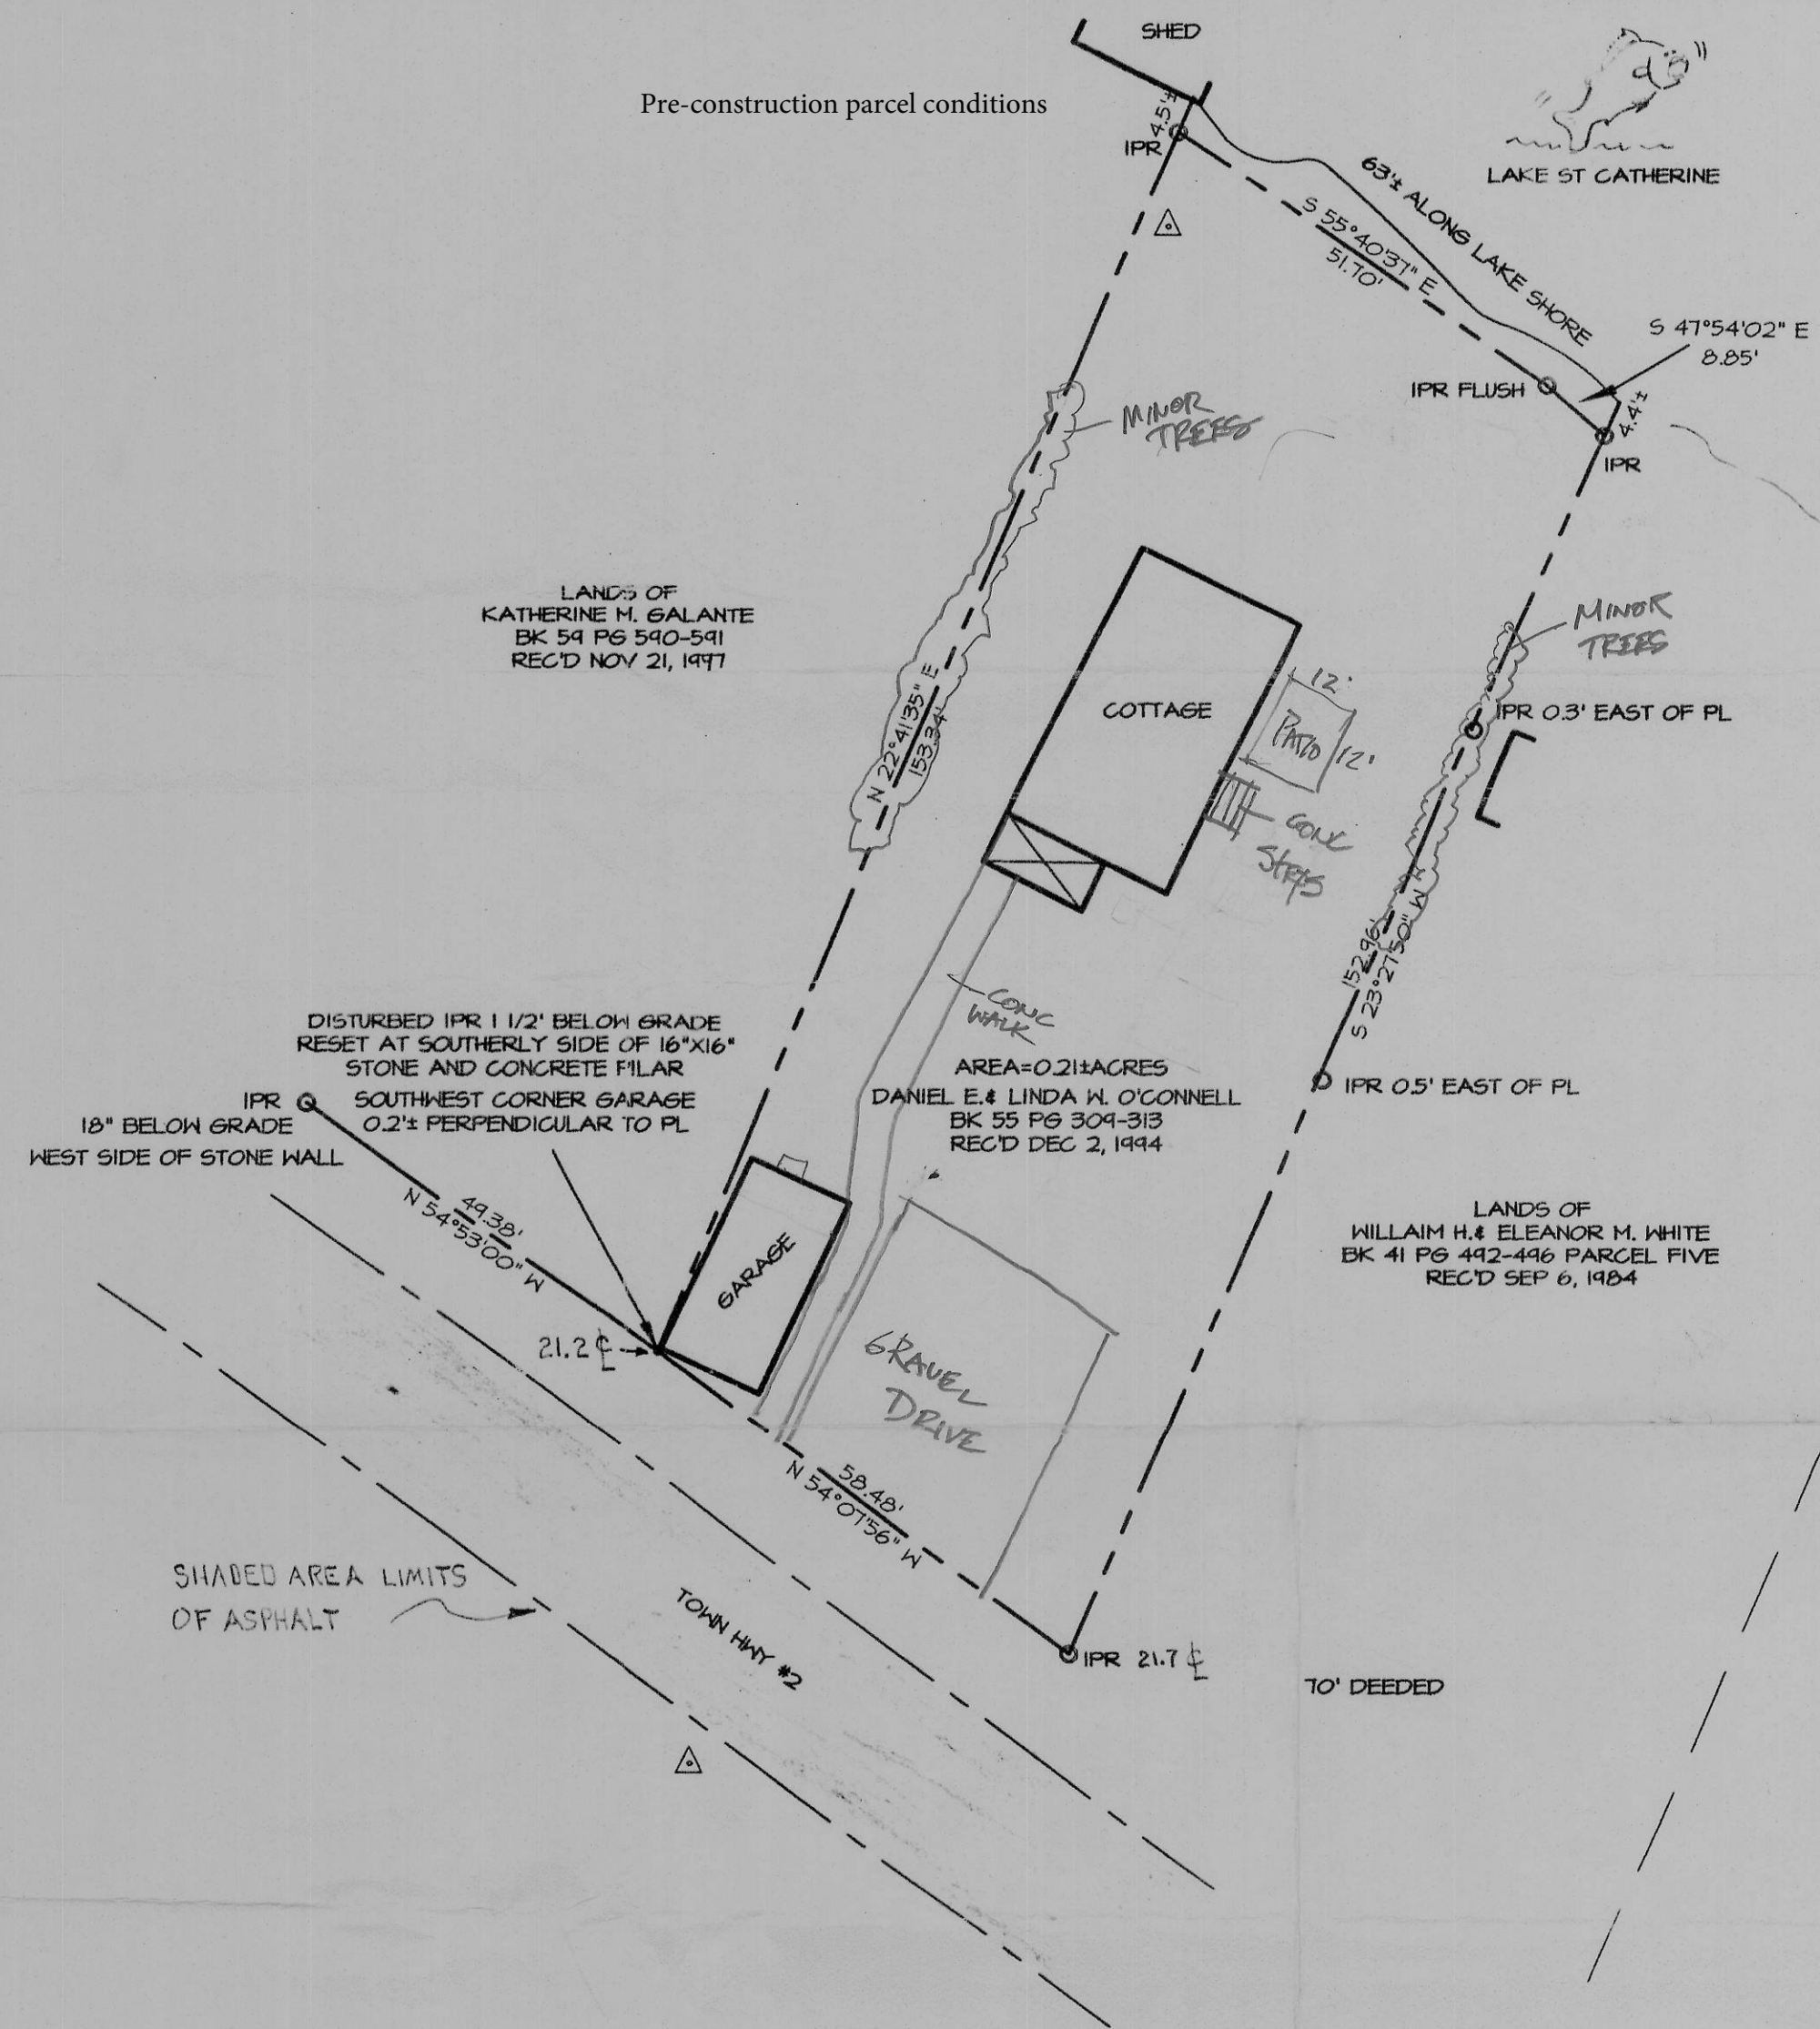 SHED
Pre-construction parcel conditions
4.5'±
IPR
LAKE ST CATHERINE
63'± ALONG LAKE SHORE
S 55°40'37" E
51.70'
S 47°54'02" E
8.85'
IPR FLUSH
4.4'±
IPR
MINOR
TREES
LANDS OF
KATHERINE M. GALANTE
BK 59 PG 590-591
REC'D NOV 21, 1997
MINOR
TREES
N 22°41'35" E
153.34'
COTTAGE
12'
PATIO
12'
IPR 0.3' EAST OF PL
CONC
STEPS
152.96'
S 23°27'50" W
CONC
WALK
DISTURBED IPR 1 1/2' BELOW GRADE
RESET AT SOUTHERLY SIDE OF 16"X16"
STONE AND CONCRETE PILAR
SOUTHWEST CORNER GARAGE
0.2'± PERPENDICULAR TO PL
IPR
18" BELOW GRADE
WEST SIDE OF STONE WALL
AREA=0.21±ACRES
DANIEL E.& LINDA W. O'CONNELL
BK 55 PG 309-313
REC'D DEC 2, 1994
IPR 0.5' EAST OF PL
49.38'
N 54°53'00" W
GARAGE
LANDS OF
WILLAIM H.& ELEANOR M. WHITE
BK 41 PG 492-496 PARCEL FIVE
REC'D SEP 6, 1984
21.2 ℄
GRAVEL
DRIVE
58.48'
N 54°07'56" W
SHADED AREA LIMITS
OF ASPHALT
TOWN HWY #2
IPR 21.7 ℄
70' DEEDED